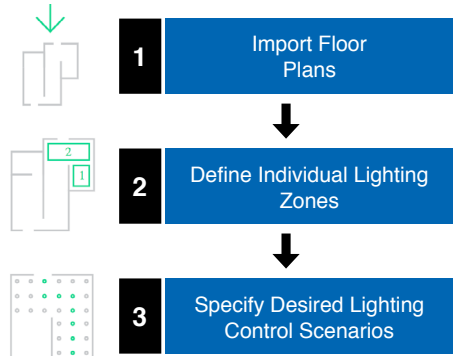 1
Import Floor
Plans
2
1
2
Define Individual Lighting
Zones
3
Specify Desired Lighting
Control Scenarios